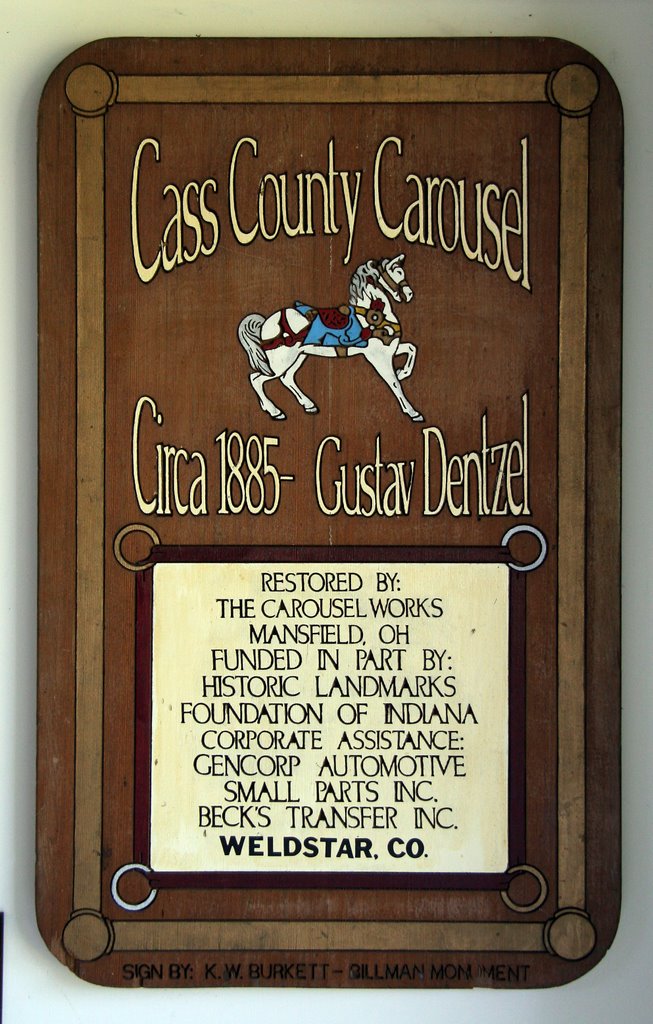 Cass County Carousel
Circa 1885- Gustav Dentzel
RESTORED BY:
THE CAROUSEL WORKS
MANSFIELD, OH
FUNDED IN PART BY:
HISTORIC LANDMARKS
FOUNDATION OF INDIANA
CORPORATE ASSISTANCE:
GENCORP AUTOMOTIVE
SMALL PARTS INC.
BECK'S TRANSFER INC.
WELDSTAR, CO.
SIGN BY: K.W. BURKETT - BILLMAN MONUMENT